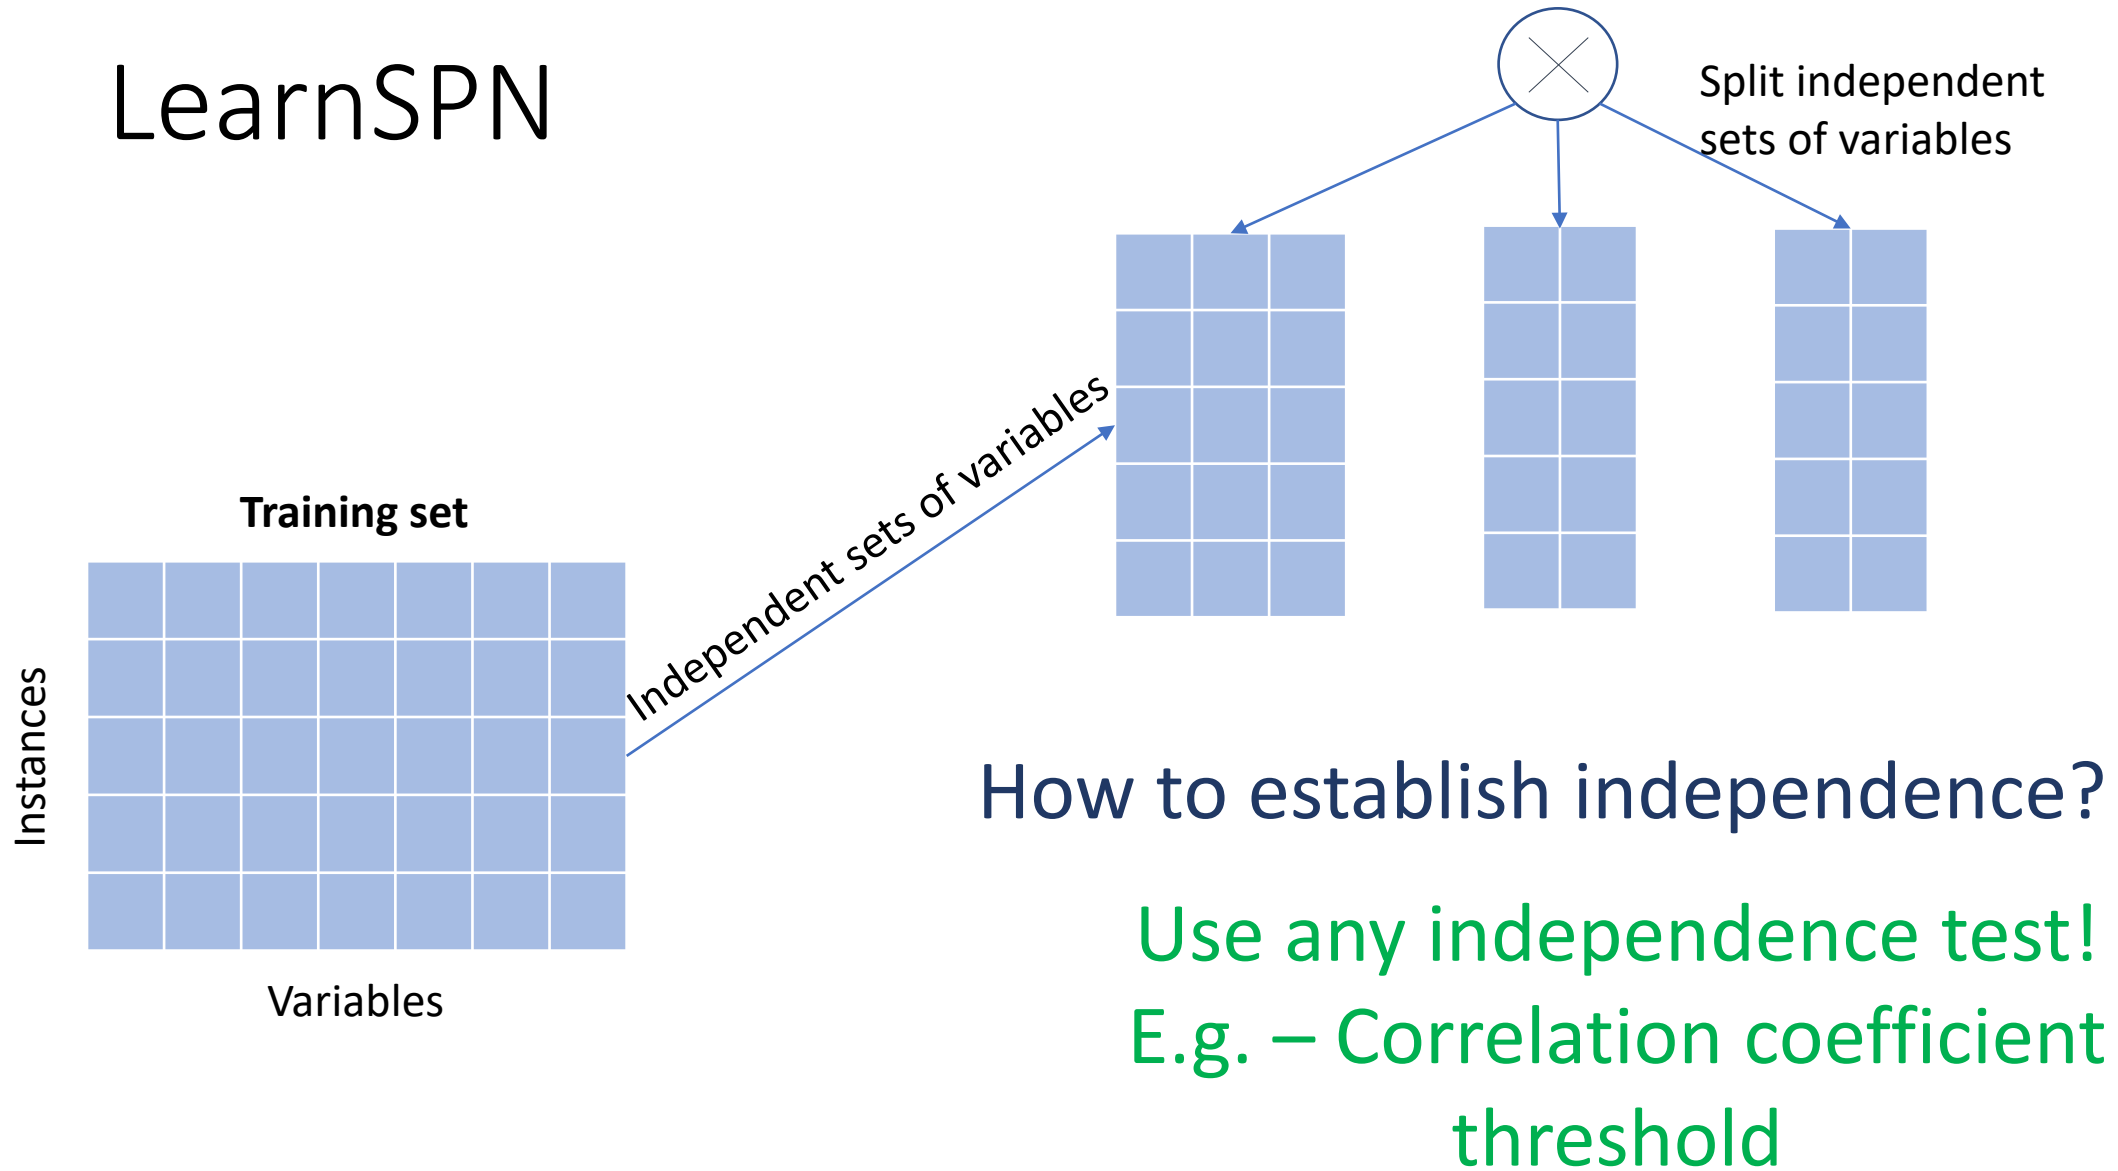 LearnSPN
Split independent
sets of variables
Independent sets of variables
Training set
Instances
Variables
How to establish independence?
Use any independence test!
E.g. – Correlation coefficient
threshold